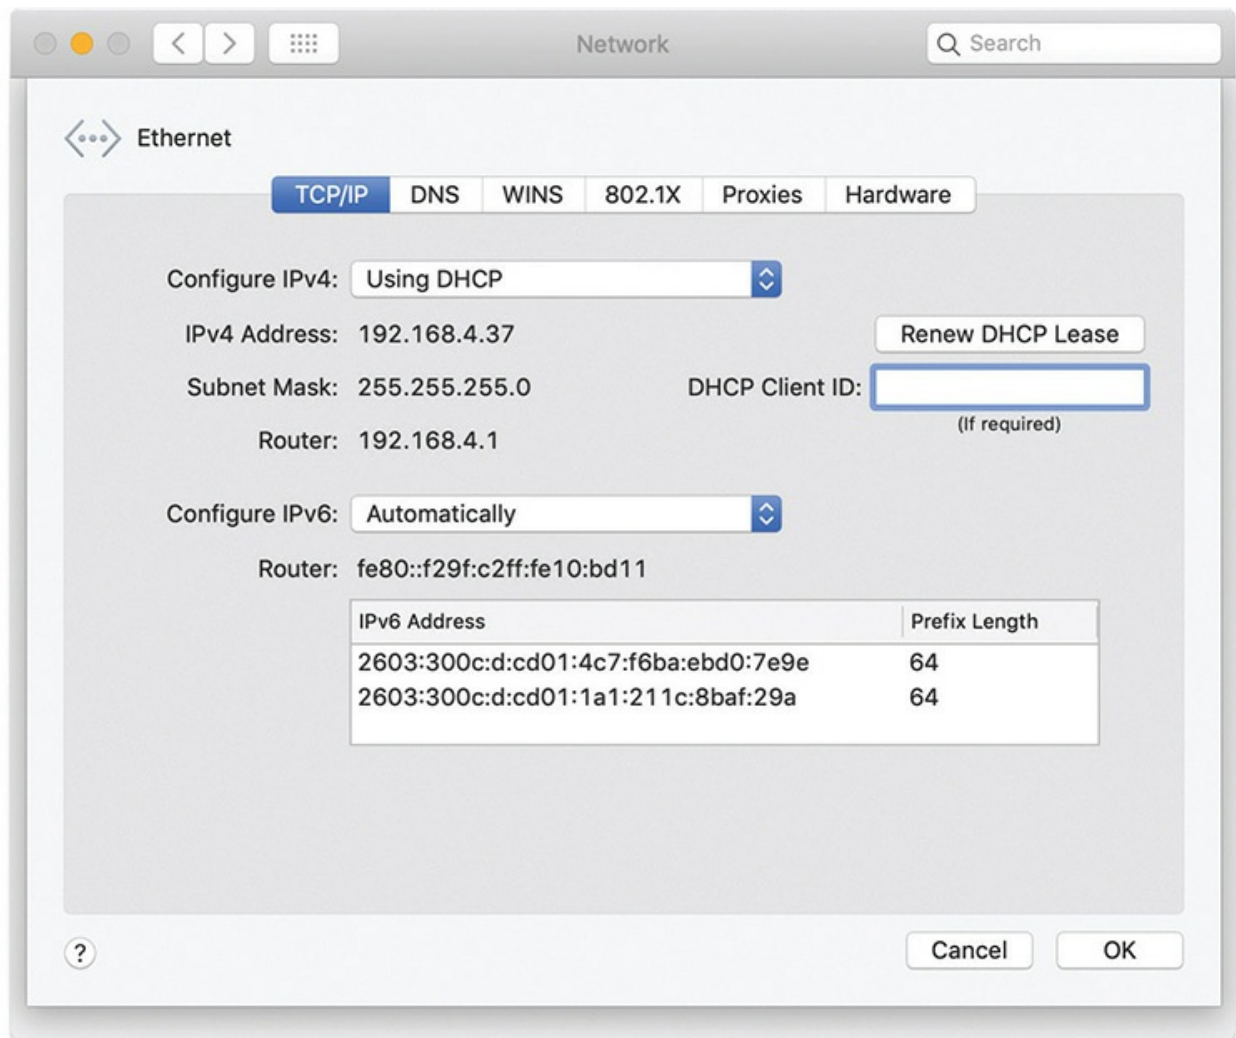 Network
Search
Ethernet
TCP/IP DNS WINS 802.1X Proxies Hardware
Configure IPv4: Using DHCP
IPv4 Address: 192.168.4.37 Renew DHCP Lease
Subnet Mask: 255.255.255.0 DHCP Client ID:
(If required)
Router: 192.168.4.1
Configure IPv6: Automatically
Router: fe80::f29f:c2ff:fe10:bd11
IPv6 Address Prefix Length
2603:300c:d:cd01:4c7:f6ba:ebd0:7e9e 64
2603:300c:d:cd01:1a1:211c:8baf:29a 64
? Cancel OK